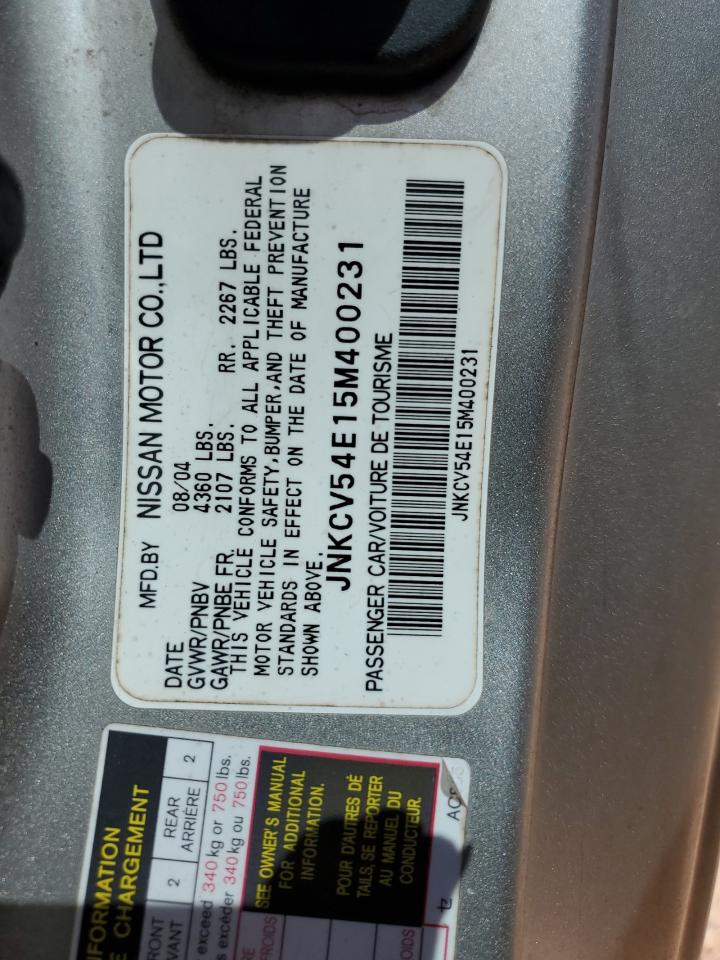 MFD.BY NISSAN MOTOR CO.,LTD
DATE 08/04
GVWR/PNBV 4360 LBS.
GAWR/PNBE FR. 2107 LBS. RR. 2267 LBS.
THIS VEHICLE CONFORMS TO ALL APPLICABLE FEDERAL
MOTOR VEHICLE SAFETY,BUMPER,AND THEFT PREVENTION
STANDARDS IN EFFECT ON THE DATE OF MANUFACTURE
SHOWN ABOVE.
JNKCV54E15M400231
PASSENGER CAR/VOITURE DE TOURISME
JNKCV54E15M400231
CHARGEMENT
2 REAR 2
ARRIÈRE
exceed 340 kg or 750 lbs.
excéder 340 kg ou 750 lbs.
SEE OWNER'S MANUAL
FOR ADDITIONAL
INFORMATION.
POUR D'AUTRES DÉ
TAILS, SE REPORTER
AU MANUEL DU
CONDUCTEUR.